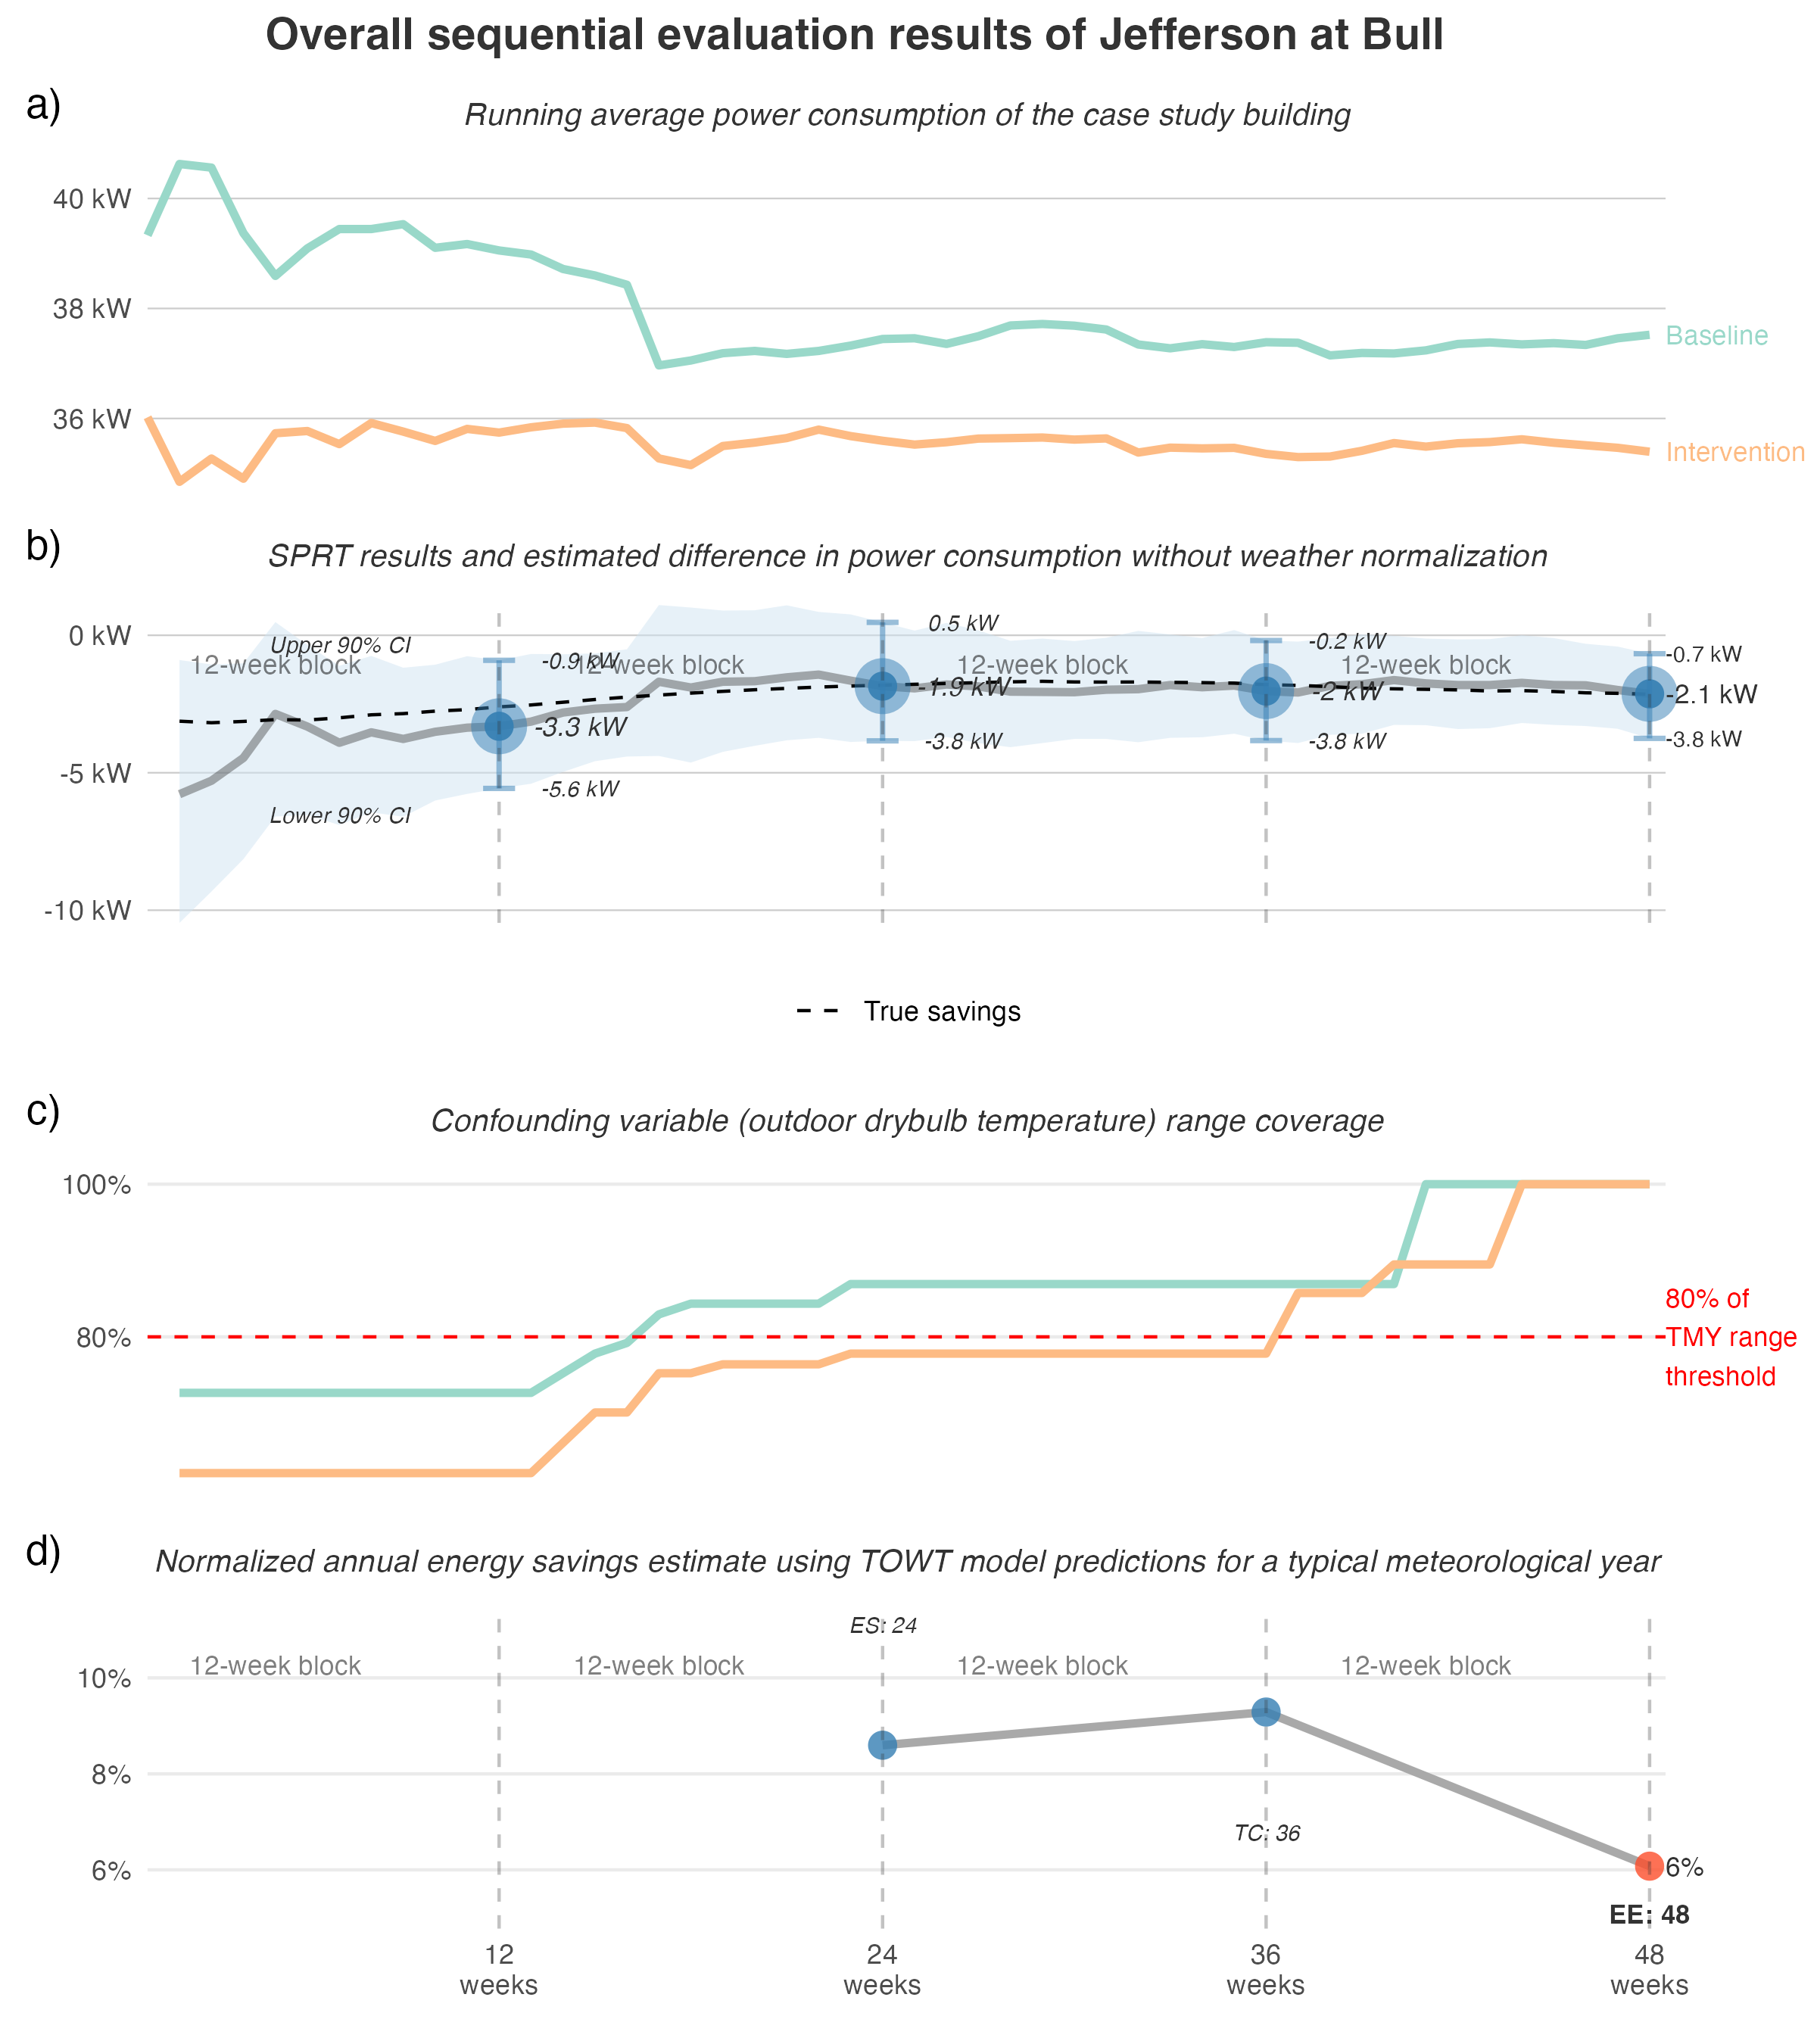 Overall sequential evaluation results of Jefferson at Bull
a)
Running average power consumption of the case study building
40 kW
38 kW
36 kW
Baseline
Intervention
b)
SPRT results and estimated difference in power consumption without weather normalization
0 kW
-5 kW
-10 kW
Upper 90% CI
Lower 90% CI
12-week block
12-week block
12-week block
12-week block
-0.9 kW
-3.3 kW
-5.6 kW
0.5 kW
-1.9 kW
-3.8 kW
-0.2 kW
-2 kW
-3.8 kW
-0.7 kW
-2.1 kW
-3.8 kW
True savings
c)
Confounding variable (outdoor drybulb temperature) range coverage
100%
80%
80% of
TMY range
threshold
d)
Normalized annual energy savings estimate using TOWT model predictions for a typical meteorological year
ES: 24
12-week block
12-week block
12-week block
12-week block
10%
8%
6%
TC: 36
6%
EE: 48
12
weeks
24
weeks
36
weeks
48
weeks